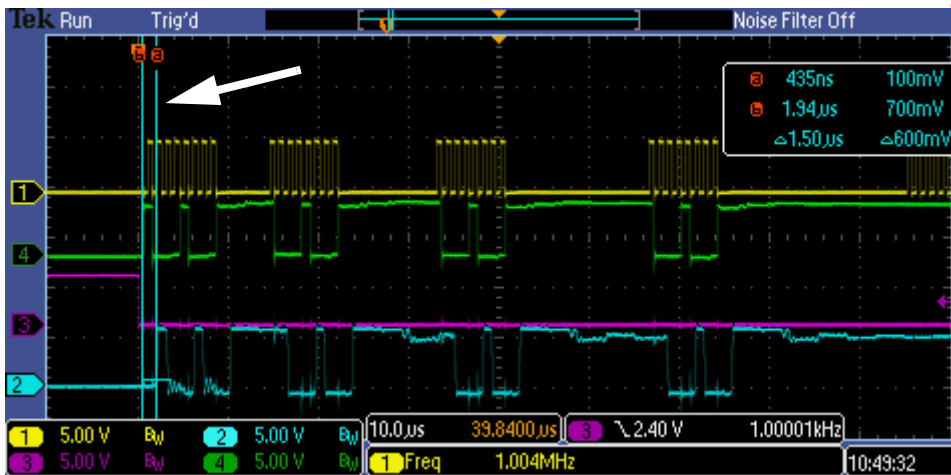 Tek Run Trig'd Noise Filter Off
b a
a 435ns 100mV
b 1.94µs 700mV
△1.50µs △600mV
1
4
3
2
1 5.00 V BW 2 5.00 V BW 10.0µs 39.8400µs 3 2.40 V 1.00001kHz
3 5.00 V BW 4 5.00 V BW 1 Freq 1.004MHz 10:49:32